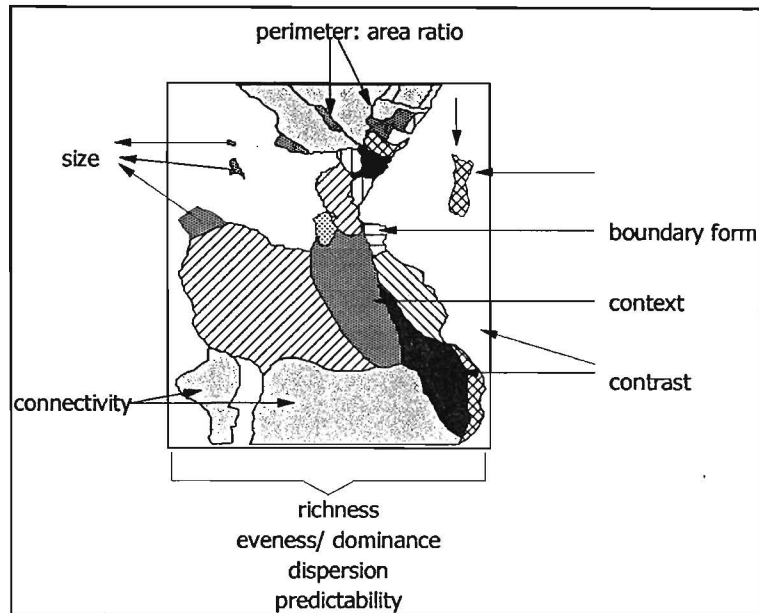 perimeter: area ratio
size
boundary form
context
contrast
connectivity
richness
eveness/ dominance
dispersion
predictability